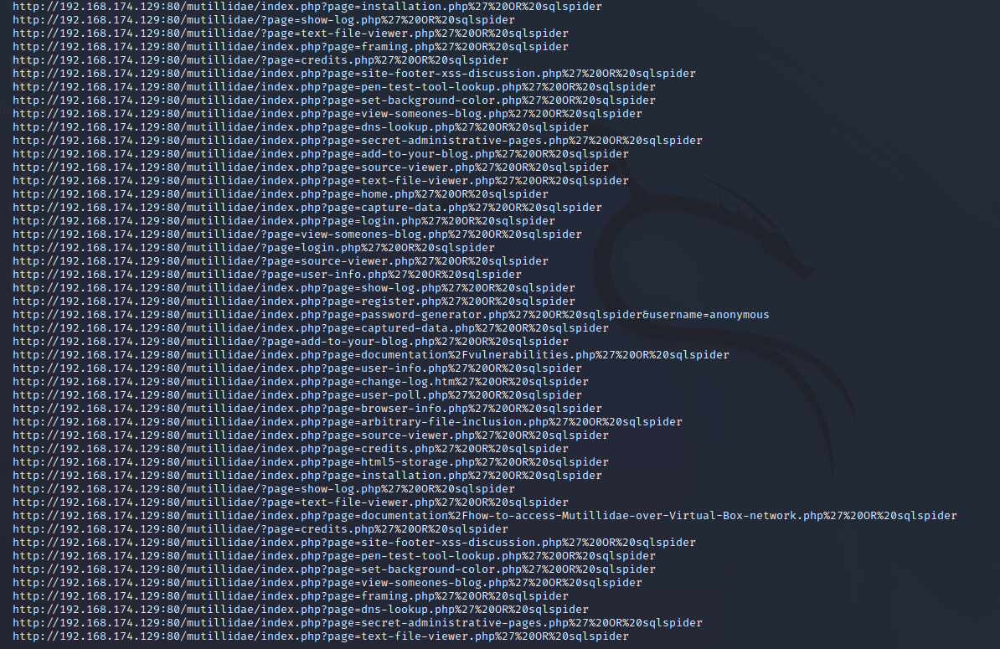 http://192.168.174.129:80/mutillidae/index.php?page=installation.php%27%20OR%20sqlspider
http://192.168.174.129:80/mutillidae/?page=show-log.php%27%20OR%20sqlspider
http://192.168.174.129:80/mutillidae/?page=text-file-viewer.php%27%20OR%20sqlspider
http://192.168.174.129:80/mutillidae/index.php?page=framing.php%27%20OR%20sqlspider
http://192.168.174.129:80/mutillidae/?page=credits.php%27%20OR%20sqlspider
http://192.168.174.129:80/mutillidae/index.php?page=site-footer-xss-discussion.php%27%20OR%20sqlspider
http://192.168.174.129:80/mutillidae/index.php?page=pen-test-tool-lookup.php%27%20OR%20sqlspider
http://192.168.174.129:80/mutillidae/index.php?page=set-background-color.php%27%20OR%20sqlspider
http://192.168.174.129:80/mutillidae/index.php?page=view-someones-blog.php%27%20OR%20sqlspider
http://192.168.174.129:80/mutillidae/index.php?page=dns-lookup.php%27%20OR%20sqlspider
http://192.168.174.129:80/mutillidae/index.php?page=secret-administrative-pages.php%27%20OR%20sqlspider
http://192.168.174.129:80/mutillidae/index.php?page=add-to-your-blog.php%27%20OR%20sqlspider
http://192.168.174.129:80/mutillidae/index.php?page=source-viewer.php%27%20OR%20sqlspider
http://192.168.174.129:80/mutillidae/index.php?page=text-file-viewer.php%27%20OR%20sqlspider
http://192.168.174.129:80/mutillidae/index.php?page=home.php%27%20OR%20sqlspider
http://192.168.174.129:80/mutillidae/index.php?page=capture-data.php%27%20OR%20sqlspider
http://192.168.174.129:80/mutillidae/index.php?page=login.php%27%20OR%20sqlspider
http://192.168.174.129:80/mutillidae/?page=view-someones-blog.php%27%20OR%20sqlspider
http://192.168.174.129:80/mutillidae/?page=login.php%27%20OR%20sqlspider
http://192.168.174.129:80/mutillidae/?page=source-viewer.php%27%20OR%20sqlspider
http://192.168.174.129:80/mutillidae/?page=user-info.php%27%20OR%20sqlspider
http://192.168.174.129:80/mutillidae/index.php?page=show-log.php%27%20OR%20sqlspider
http://192.168.174.129:80/mutillidae/index.php?page=register.php%27%20OR%20sqlspider
http://192.168.174.129:80/mutillidae/index.php?page=password-generator.php%27%20OR%20sqlspider&username=anonymous
http://192.168.174.129:80/mutillidae/index.php?page=captured-data.php%27%20OR%20sqlspider
http://192.168.174.129:80/mutillidae/?page=add-to-your-blog.php%27%20OR%20sqlspider
http://192.168.174.129:80/mutillidae/index.php?page=documentation%2Fvulnerabilities.php%27%20OR%20sqlspider
http://192.168.174.129:80/mutillidae/index.php?page=user-info.php%27%20OR%20sqlspider
http://192.168.174.129:80/mutillidae/index.php?page=change-log.htm%27%20OR%20sqlspider
http://192.168.174.129:80/mutillidae/index.php?page=user-poll.php%27%20OR%20sqlspider
http://192.168.174.129:80/mutillidae/index.php?page=browser-info.php%27%20OR%20sqlspider
http://192.168.174.129:80/mutillidae/index.php?page=arbitrary-file-inclusion.php%27%20OR%20sqlspider
http://192.168.174.129:80/mutillidae/index.php?page=source-viewer.php%27%20OR%20sqlspider
http://192.168.174.129:80/mutillidae/index.php?page=credits.php%27%20OR%20sqlspider
http://192.168.174.129:80/mutillidae/index.php?page=html5-storage.php%27%20OR%20sqlspider
http://192.168.174.129:80/mutillidae/index.php?page=installation.php%27%20OR%20sqlspider
http://192.168.174.129:80/mutillidae/?page=show-log.php%27%20OR%20sqlspider
http://192.168.174.129:80/mutillidae/?page=text-file-viewer.php%27%20OR%20sqlspider
http://192.168.174.129:80/mutillidae/index.php?page=documentation%2Fhow-to-access-Mutillidae-over-Virtual-Box-network.php%27%20OR%20sqlspider
http://192.168.174.129:80/mutillidae/?page=credits.php%27%20OR%20sqlspider
http://192.168.174.129:80/mutillidae/index.php?page=site-footer-xss-discussion.php%27%20OR%20sqlspider
http://192.168.174.129:80/mutillidae/index.php?page=pen-test-tool-lookup.php%27%20OR%20sqlspider
http://192.168.174.129:80/mutillidae/index.php?page=set-background-color.php%27%20OR%20sqlspider
http://192.168.174.129:80/mutillidae/index.php?page=view-someones-blog.php%27%20OR%20sqlspider
http://192.168.174.129:80/mutillidae/index.php?page=framing.php%27%20OR%20sqlspider
http://192.168.174.129:80/mutillidae/index.php?page=dns-lookup.php%27%20OR%20sqlspider
http://192.168.174.129:80/mutillidae/index.php?page=secret-administrative-pages.php%27%20OR%20sqlspider
http://192.168.174.129:80/mutillidae/index.php?page=text-file-viewer.php%27%20OR%20sqlspider